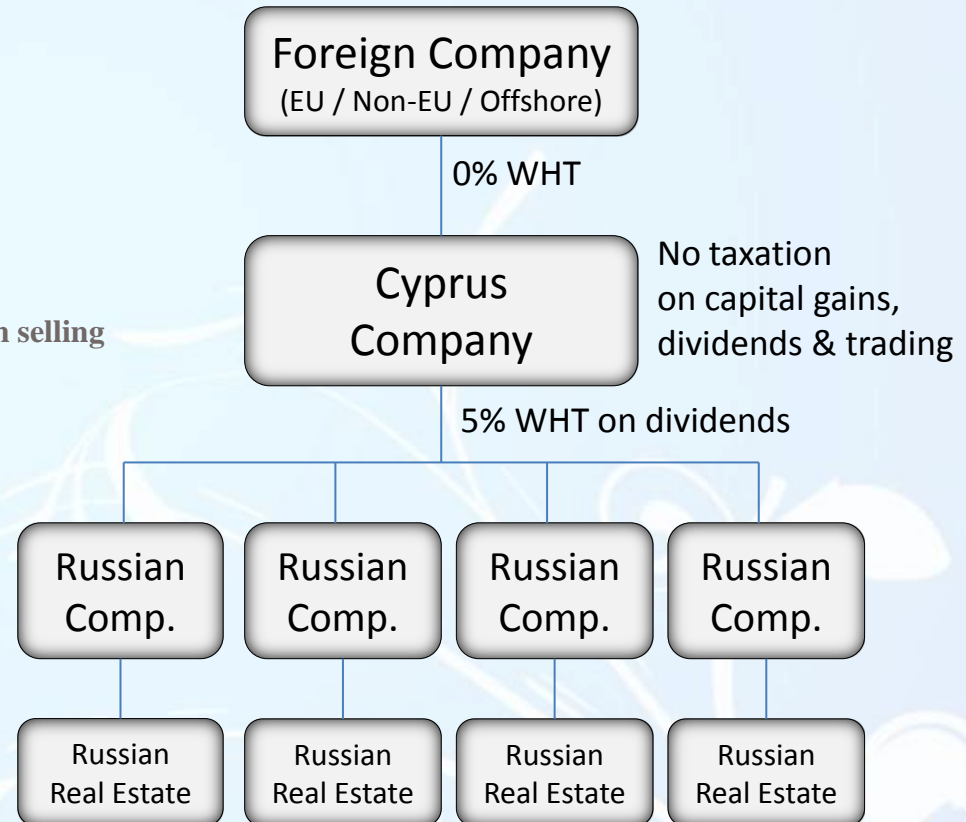 Foreign Company
(EU / Non-EU / Offshore)
0% WHT
Cyprus
Company
No taxation
on capital gains,
dividends & trading
selling
5% WHT on dividends
Russian
Comp.
Russian
Comp.
Russian
Comp.
Russian
Comp.
Russian
Real Estate
Russian
Real Estate
Russian
Real Estate
Russian
Real Estate